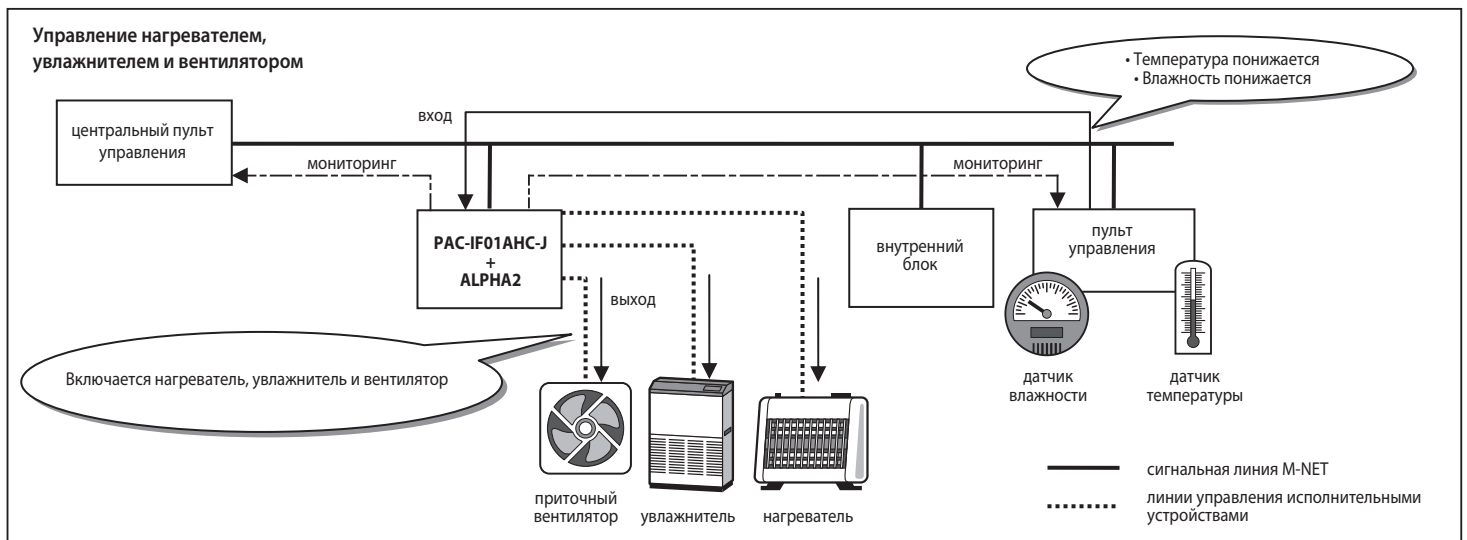 Управление нагревателем,
увлажнителем и вентилятором
• Температура понижается
• Влажность понижается
вход
центральный пульт
управления
мониторинг
мониторинг
PAC-IF01AHC-J
+
ALPHA2
внутренний
блок
пульт
управления
выход
Включается нагреватель, увлажнитель и вентилятор
датчик
влажности
датчик
температуры
приточный
вентилятор
увлажнитель
нагреватель
сигнальная линия M-NET
линии управления исполнительными
устройствами